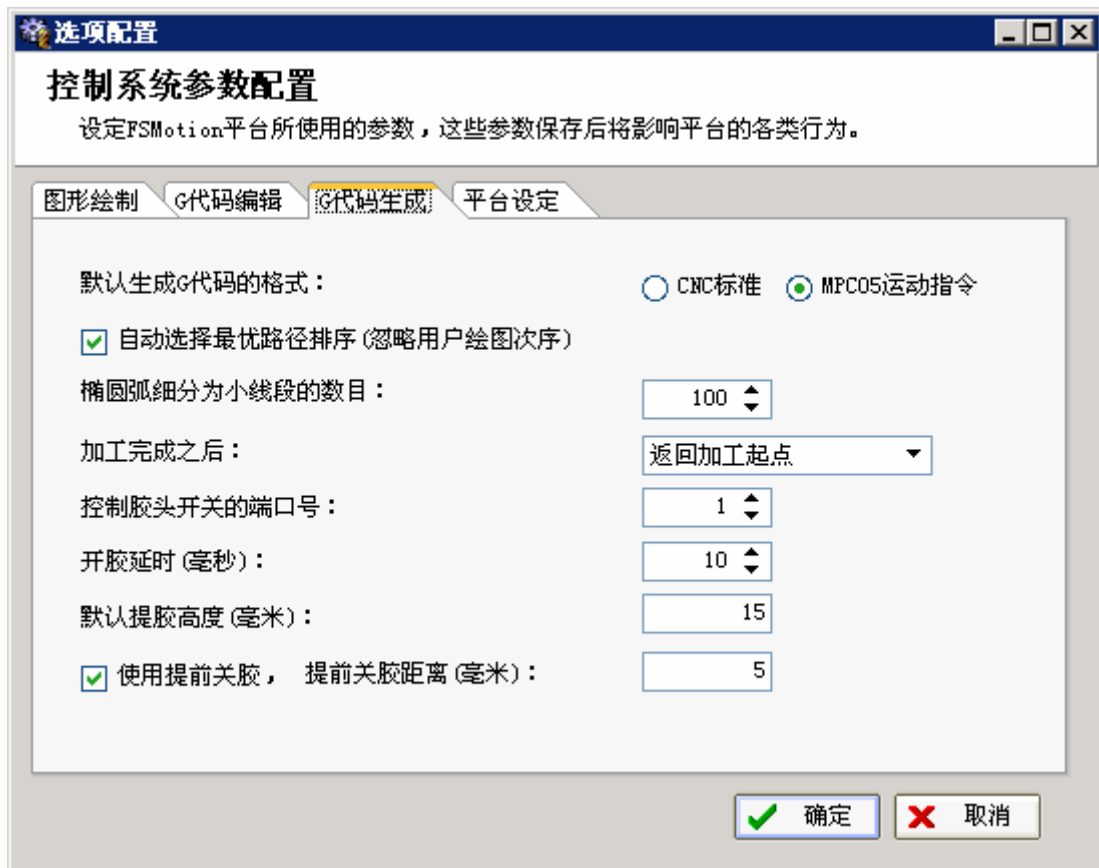 选项配置
控制系统参数配置
设定FSMotion平台所使用的参数，这些参数保存后将影响平台的各类行为。
图形绘制 G代码编辑 G代码生成 平台设定
默认生成G代码的格式： CNC标准 MPC05运动指令
自动选择最优路径排序(忽略用户绘图次序)
椭圆弧细分为小线段的数目： 100
加工完成之后： 返回加工起点
控制胶头开关的端口号： 1
开胶延时(毫秒)： 10
默认提胶高度(毫米)： 15
使用提前关胶， 提前关胶距离(毫米)： 5
确定 取消